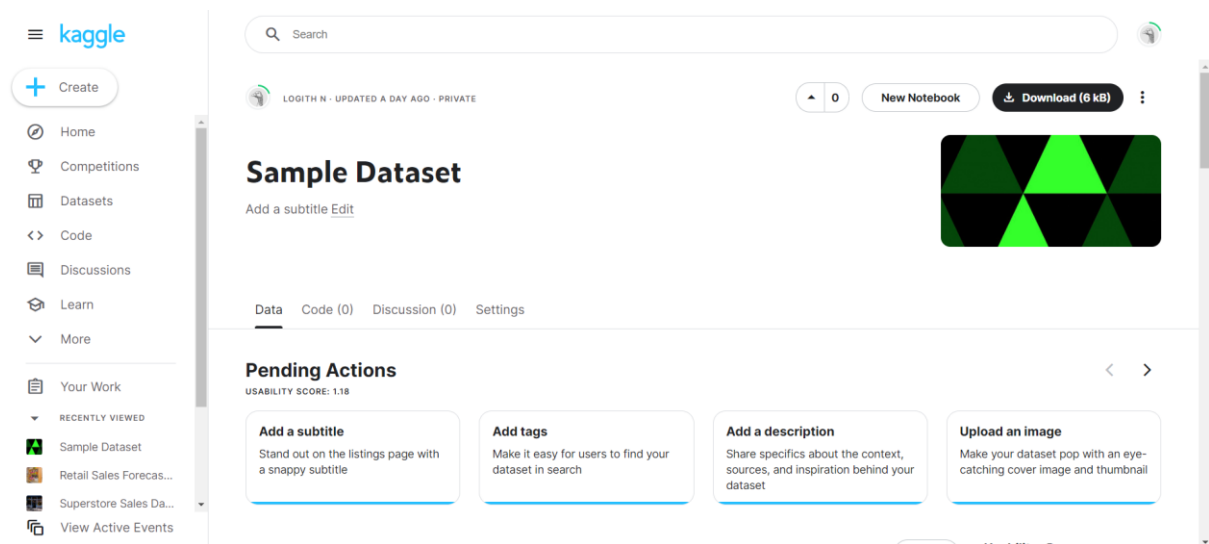 kaggle
Search
Create
LOGITH N · UPDATED A DAY AGO · PRIVATE
0
New Notebook
Download (6 kB)
Home
Competitions
Datasets
Code
Discussions
Learn
More
Your Work
RECENTLY VIEWED
Sample Dataset
Retail Sales Forecas...
Superstore Sales Da...
View Active Events
Sample Dataset
Add a subtitle Edit
Data Code (0) Discussion (0) Settings
Pending Actions
USABILITY SCORE: 1.18
Add a subtitle
Stand out on the listings page with
a snappy subtitle
Add tags
Make it easy for users to find your
dataset in search
Add a description
Share specifics about the context,
sources, and inspiration behind your
dataset
Upload an image
Make your dataset pop with an eye-
catching cover image and thumbnail